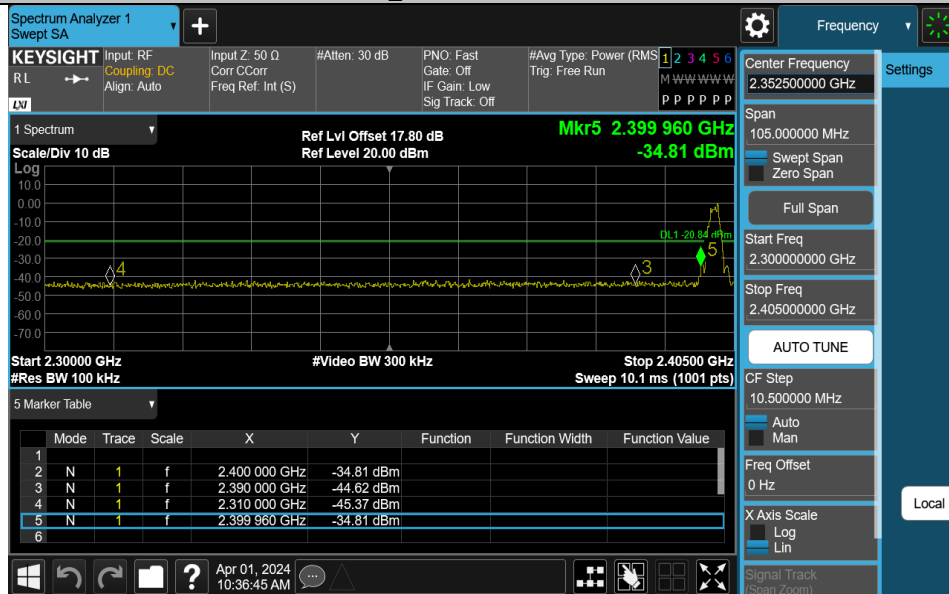 Spectrum Analyzer 1
Swept SA
+
Frequency
KEYSIGHT
Input: RF
Input Z: 50 Ω
#Atten: 30 dB
PNO: Fast
#Avg Type: Power (RMS
1 2 3 4 5 6
RL
Coupling: DC
Corr CCorr
Gate: Off
Trig: Free Run
Align: Auto
Freq Ref: Int (S)
IF Gain: Low
M W W W W W
LXI
Sig Track: Off
P P P P P P
1 Spectrum
Ref Lvl Offset 17.80 dB
Mkr5 2.399 960 GHz
Scale/Div 10 dB
Ref Level 20.00 dBm
-34.81 dBm
Log
10.0
0.00
-10.0
-20.0
-30.0
-40.0
-50.0
-60.0
-70.0
DL1 -20.84 dBm
4
3
5
Start 2.30000 GHz
#Video BW 300 kHz
Stop 2.40500 GHz
#Res BW 100 kHz
Sweep 10.1 ms (1001 pts)
5 Marker Table
Mode Trace Scale X Y Function Function Width Function Value
1
2 N 1 f 2.400 000 GHz -34.81 dBm
3 N 1 f 2.390 000 GHz -44.62 dBm
4 N 1 f 2.310 000 GHz -45.37 dBm
5 N 1 f 2.399 960 GHz -34.81 dBm
6
?
Apr 01, 2024
10:36:45 AM
Center Frequency
2.352500000 GHz
Settings
Span
105.000000 MHz
Swept Span
Zero Span
Full Span
Start Freq
2.300000000 GHz
Stop Freq
2.405000000 GHz
AUTO TUNE
CF Step
10.500000 MHz
Auto
Man
Freq Offset
0 Hz
Local
X Axis Scale
Log
Lin
Signal Track
(Span Zoom)